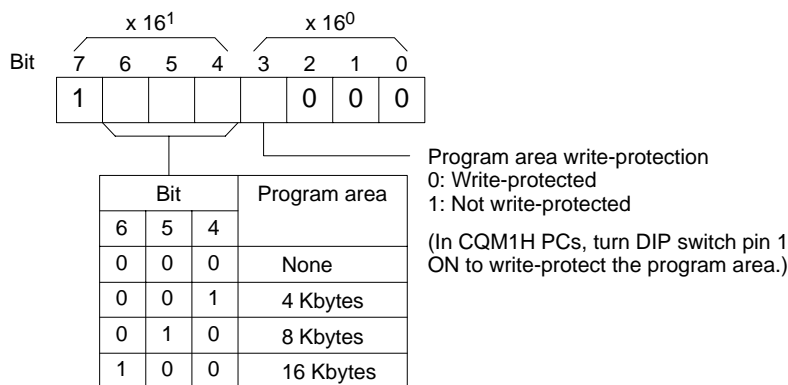 x 16¹ x 16⁰
Bit 7 6 5 4 3 2 1 0
1 0 0 0
Program area write-protection
0: Write-protected
1: Not write-protected
(In CQM1H PCs, turn DIP switch pin 1
ON to write-protect the program area.)
Bit Program area
6 5 4
0 0 0 None
0 0 1 4 Kbytes
0 1 0 8 Kbytes
1 0 0 16 Kbytes